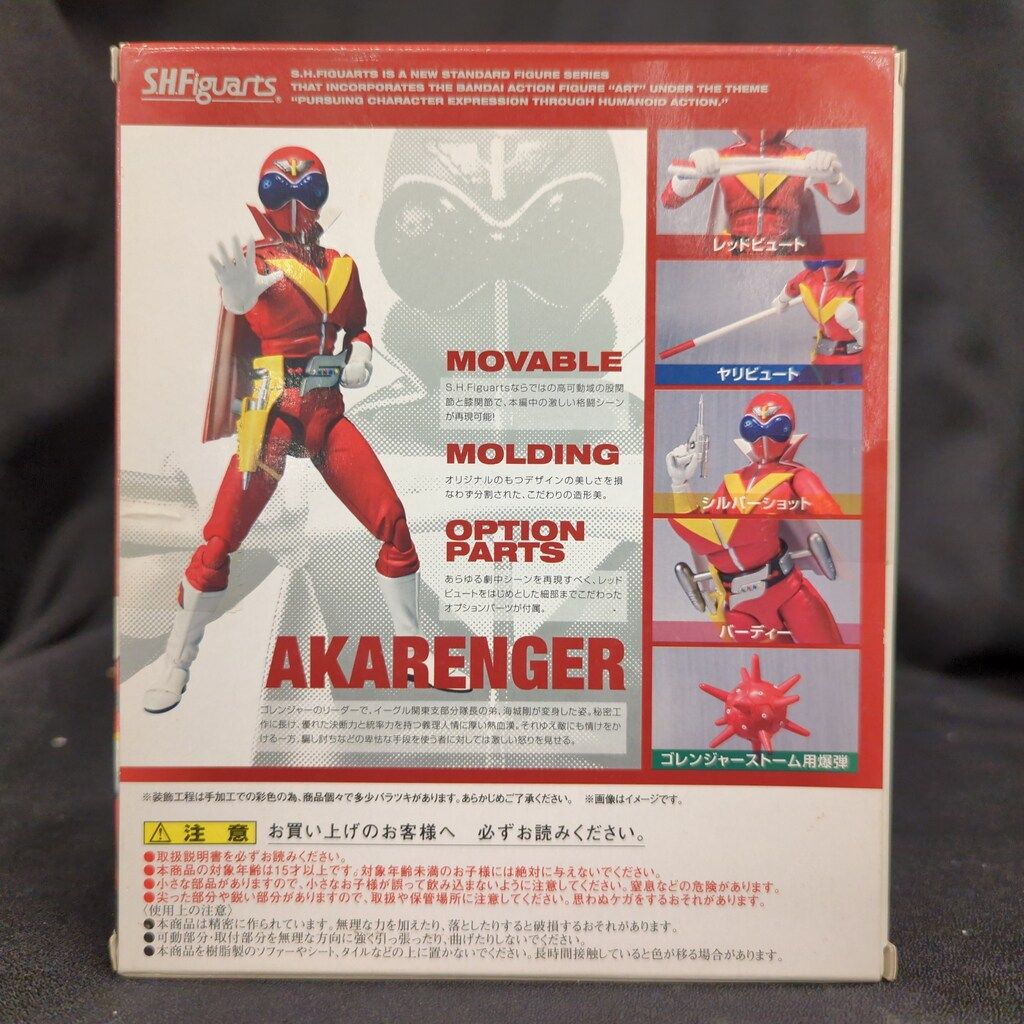 S.H.Figuarts
S.H.FIGUARTS IS A NEW STANDARD FIGURE SERIES
THAT INCORPORATES THE BANDAI ACTION FIGURE "ART" UNDER THE THEME
"PURSUING CHARACTER EXPRESSION THROUGH HUMANOID ACTION."
MOVABLE
S.H.Figuartsならではの高可動域の股関
節と膝関節で、本編中の激しい格闘シーン
が再現可能!
MOLDING
オリジナルのもつデザインの美しさを損
なわず分割された、こだわりの造形美。
OPTION
PARTS
あらゆる劇中シーンを再現すべく、レッド
ビュートをはじめとした細部までこだわった
オプションパーツが付属。
AKARENGER
ゴレンジャーのリーダーで、イーグル関東支部分隊長の弟、海城剛が変身した姿。秘密工
作に長け、優れた決断力と統率力を持つ義理人情に厚い熱血漢。それゆえ敵にも情けをか
ける一方、騙し討ちなどの卑怯な手段を使う者に対しては激しい怒りを見せる。
レッドビュート
ヤリビュート
シルバーショット
バーディー
ゴレンジャーストーム用爆弾
※装飾工程は手加工での彩色の為、商品個々で多少バラツキがあります。あらかじめご了承ください。 ※画像はイメージです。
注 意 お買い上げのお客様へ 必ずお読みください。
●取扱説明書を必ずお読みください。
●本商品の対象年齢は15才以上です。対象年齢未満のお子様には絶対に与えないでください。
●小さな部品がありますので、小さなお子様が誤って飲み込まないように注意してください。窒息などの危険があります。
●尖った部分や鋭い部分がありますので、取扱や保管場所に注意してください。思わぬケガをするおそれがあります。
〈使用上の注意〉
●本商品は精密に作られています。無理な力を加えたり、落としたりすると破損するおそれがあります。
●可動部分・取付部分を無理な方向に強く引っ張ったり、曲げたりしないでください。
●本商品を樹脂製のソファーやシート、タイルなどの上に置かないでください。長時間接触していると色が移る場合があります。